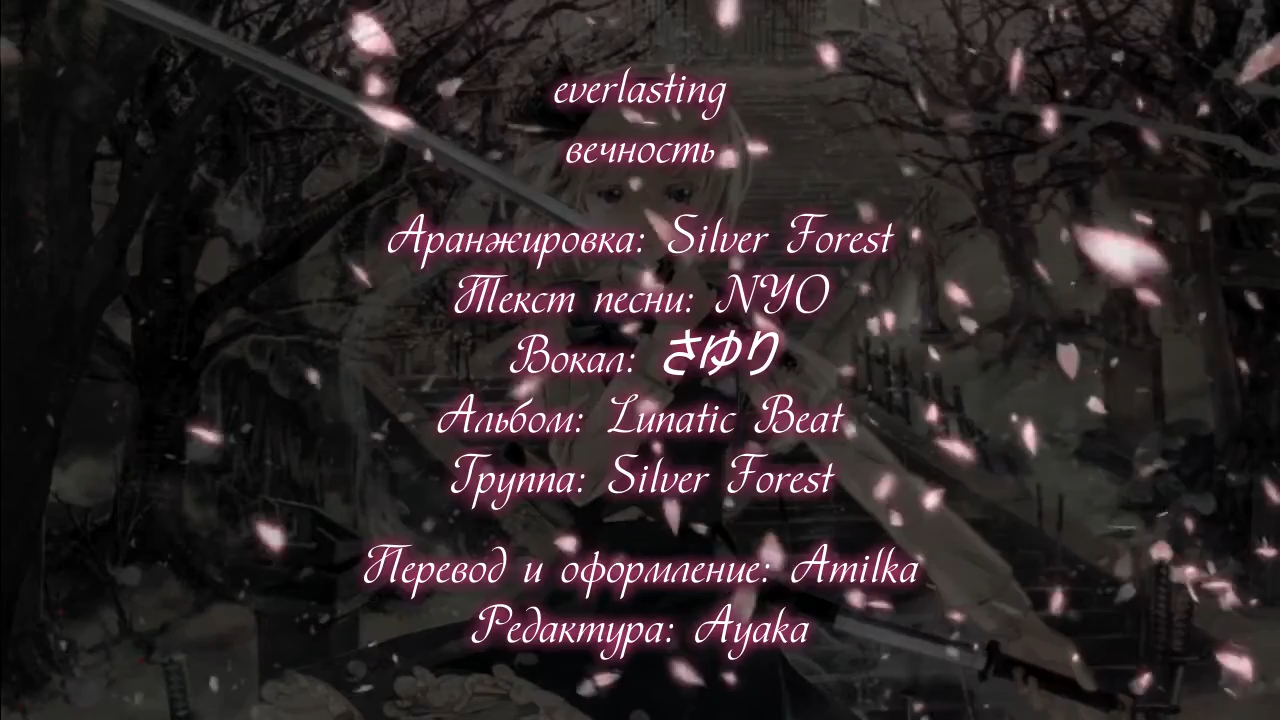 everlasting
вечность
Аранжировка: Silver Forest
Текст песни: NYO
Вокал: さゆり
Альбом: Lunatic Beat
Группа: Silver Forest
Перевод и оформление: Amilka
Редактура: Ayaka